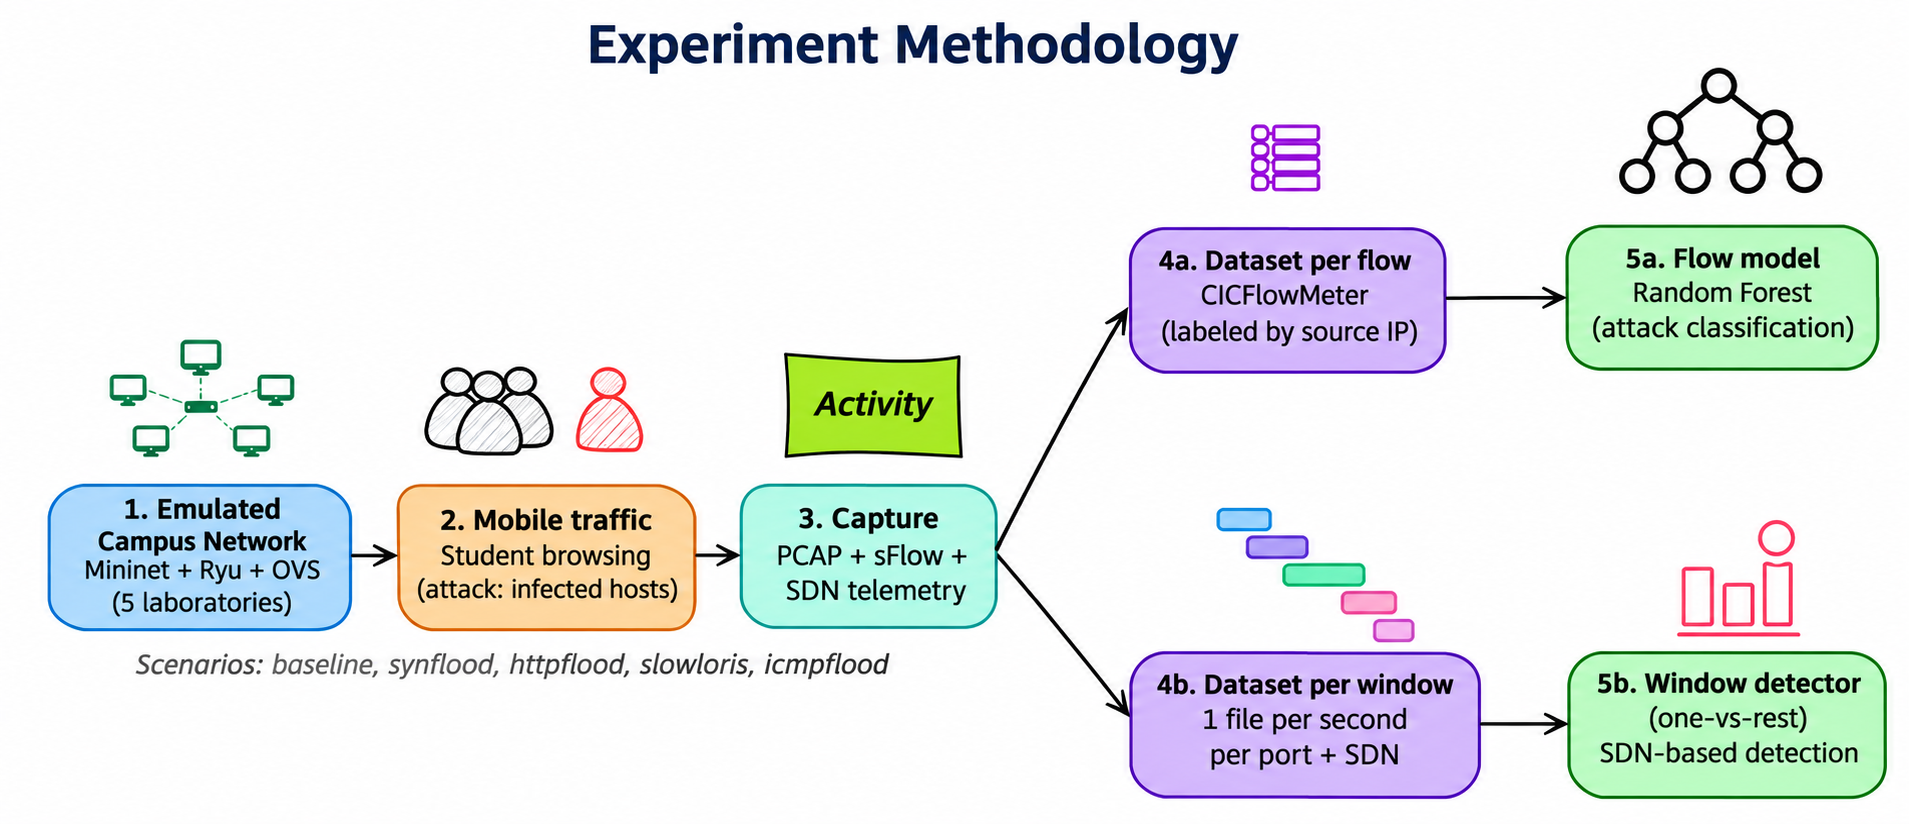 Experiment Methodology
1. Emulated
Campus Network
Mininet + Ryu + OVS
(5 laboratories)
2. Mobile traffic
Student browsing
(attack: infected hosts)
Activity
3. Capture
PCAP + sFlow +
SDN telemetry
Scenarios: baseline, synflood, httpflood, slowloris, icmpflood
4a. Dataset per flow
CICFlowMeter
(labeled by source IP)
5a. Flow model
Random Forest
(attack classification)
4b. Dataset per window
1 file per second
per port + SDN
5b. Window detector
(one-vs-rest)
SDN-based detection